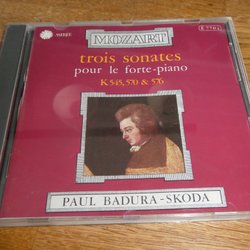 MOZART
trois sonates
pour le forte-piano
K 545, 570 & 576
PAUL BADURA-SKODA